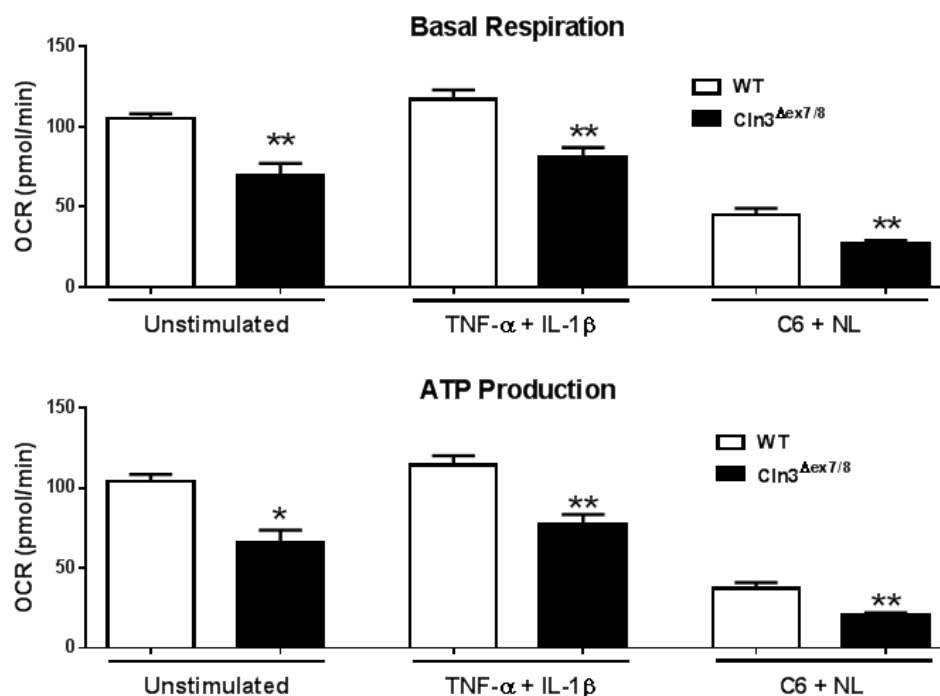 Basal Respiration
OCR (pmol/min)
150
100
50
0
WT
Cln3Δex7/8
**
**
**
Unstimulated
TNF-α + IL-1β
C6 + NL
ATP Production
OCR (pmol/min)
150
100
50
0
WT
Cln3Δex7/8
*
**
**
Unstimulated
TNF-α + IL-1β
C6 + NL